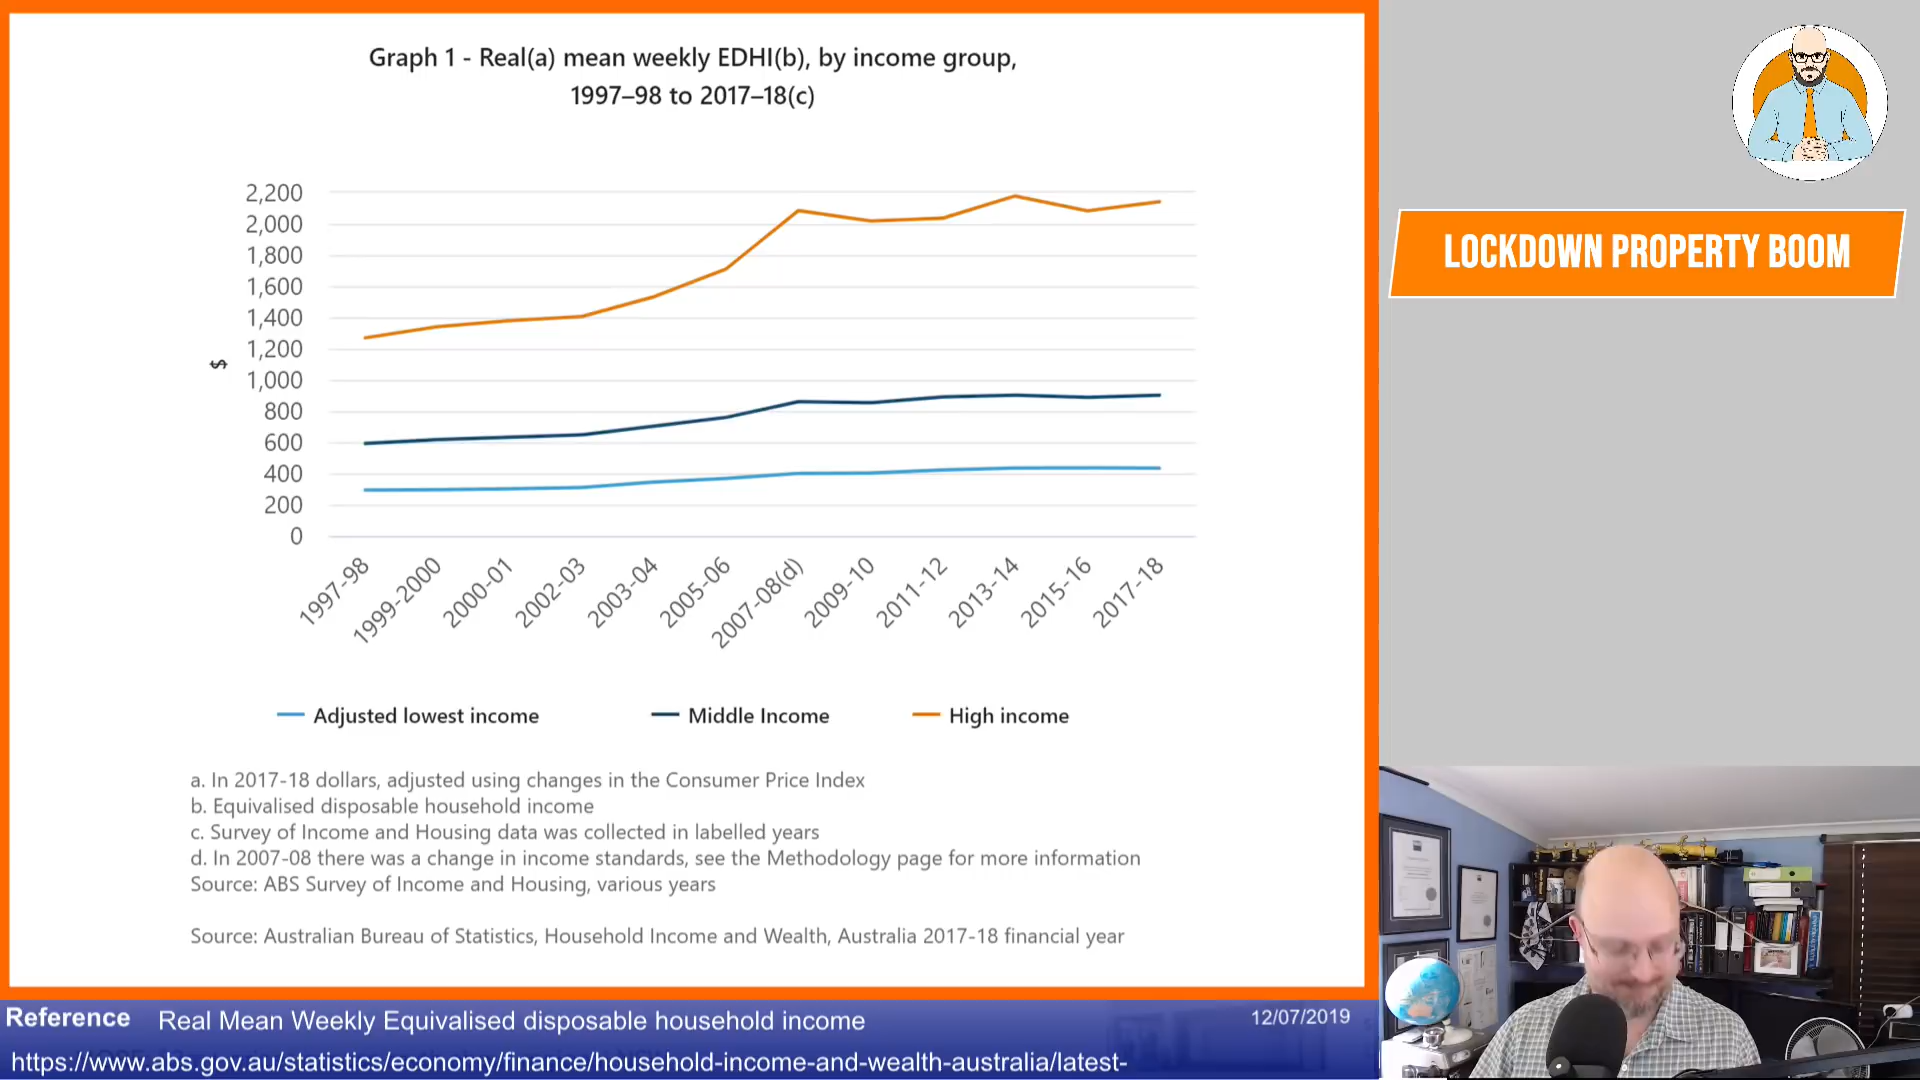 Graph 1 - Real(a) mean weekly EDHI(b), by income group,
1997–98 to 2017–18(c)
2,200
2,000
1,800
1,600
1,400
1,200
1,000
800
600
400
200
0
$
1997-98
1999-2000
2000-01
2002-03
2003-04
2005-06
2007-08(d)
2009-10
2011-12
2013-14
2015-16
2017-18
Adjusted lowest income
Middle Income
High income
a. In 2017-18 dollars, adjusted using changes in the Consumer Price Index
b. Equivalised disposable household income
c. Survey of Income and Housing data was collected in labelled years
d. In 2007-08 there was a change in income standards, see the Methodology page for more information
Source: ABS Survey of Income and Housing, various years
Source: Australian Bureau of Statistics, Household Income and Wealth, Australia 2017-18 financial year
LOCKDOWN PROPERTY BOOM
Reference Real Mean Weekly Equivalised disposable household income 12/07/2019
https://www.abs.gov.au/statistics/economy/finance/household-income-and-wealth-australia/latest-